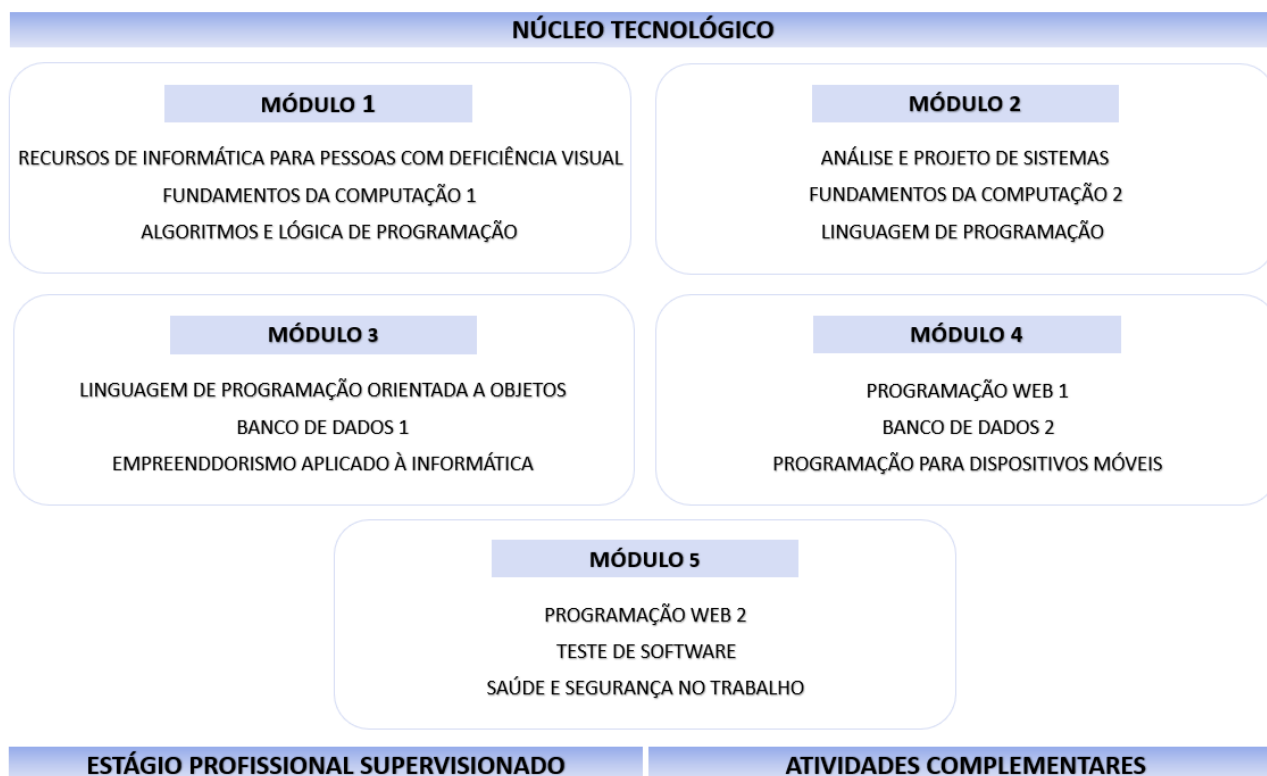 NÚCLEO TECNOLÓGICO
MÓDULO 1
RECURSOS DE INFORMÁTICA PARA PESSOAS COM DEFICIÊNCIA VISUAL
FUNDAMENTOS DA COMPUTAÇÃO 1
ALGORITMOS E LÓGICA DE PROGRAMAÇÃO
MÓDULO 2
ANÁLISE E PROJETO DE SISTEMAS
FUNDAMENTOS DA COMPUTAÇÃO 2
LINGUAGEM DE PROGRAMAÇÃO
MÓDULO 3
LINGUAGEM DE PROGRAMAÇÃO ORIENTADA A OBJETOS
BANCO DE DADOS 1
EMPREENDDORISMO APLICADO À INFORMÁTICA
MÓDULO 4
PROGRAMAÇÃO WEB 1
BANCO DE DADOS 2
PROGRAMAÇÃO PARA DISPOSITIVOS MÓVEIS
MÓDULO 5
PROGRAMAÇÃO WEB 2
TESTE DE SOFTWARE
SAÚDE E SEGURANÇA NO TRABALHO
ESTÁGIO PROFISSIONAL SUPERVISIONADO
ATIVIDADES COMPLEMENTARES